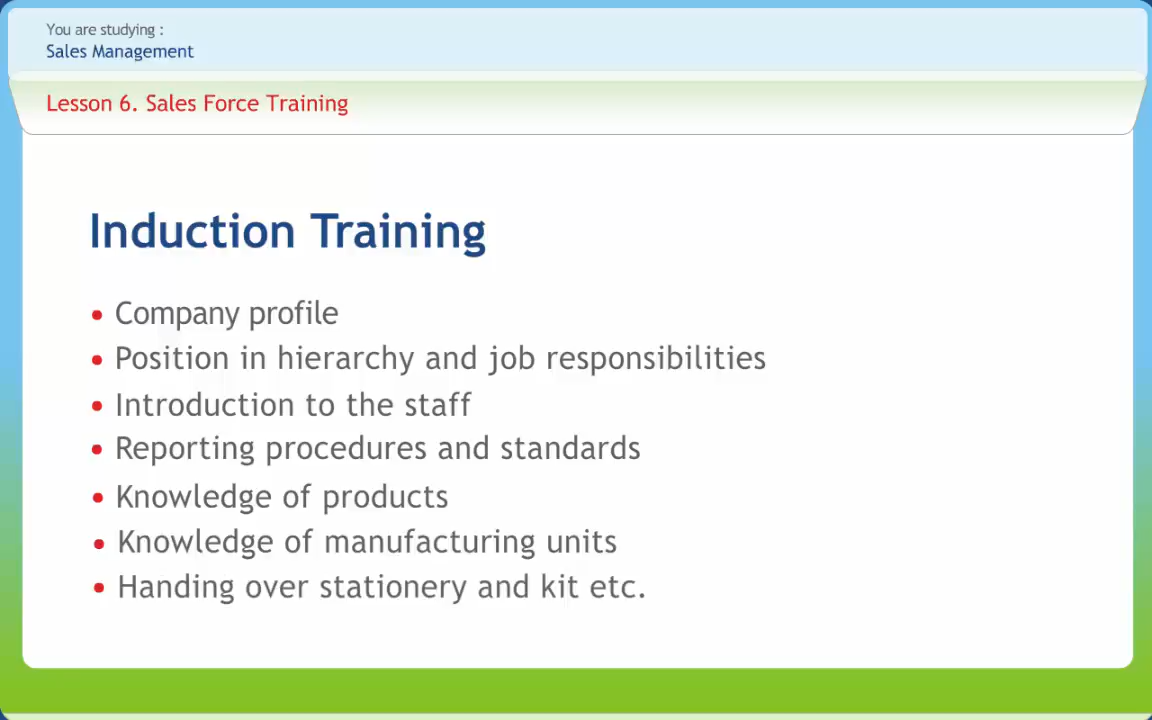 You are studying :
Sales Management
Lesson 6. Sales Force Training
Induction Training
• Company profile
• Position in hierarchy and job responsibilities
• Introduction to the staff
• Reporting procedures and standards
• Knowledge of products
• Knowledge of manufacturing units
• Handing over stationery and kit etc.